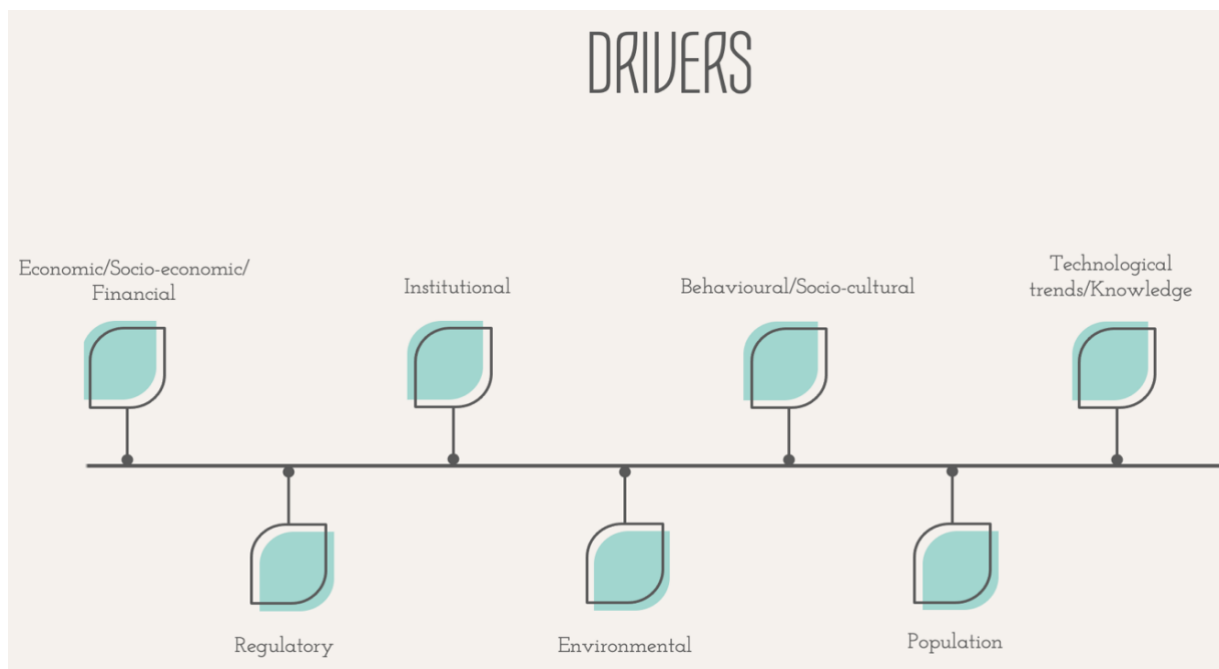 DRIVERS
Economic/Socio-economic/
Financial
Institutional
Behavioural/Socio-cultural
Technological
trends/Knowledge
Regulatory
Environmental
Population